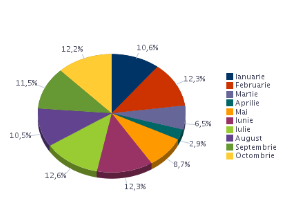 12,2%
10,6%
11,5%
12,3%
Ianuarie
Februarie
Martie
Aprilie
Mai
Iunie
Iulie
August
Septembrie
Octombrie
6,5%
10,5%
2,9%
8,7%
12,6%
12,3%